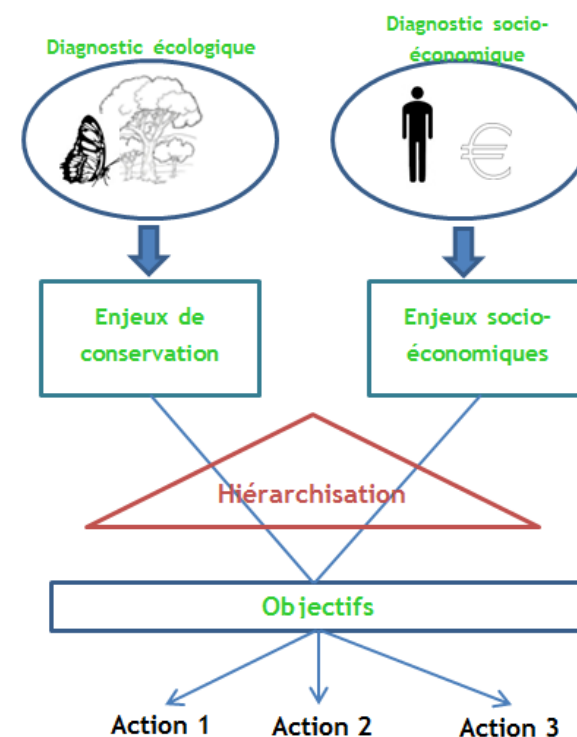 Diagnostic écologique
Diagnostic socio-
économique
€
Enjeux de
conservation
Enjeux socio-
économiques
Hiérarchisation
Objectifs
Action 1
Action 2
Action 3